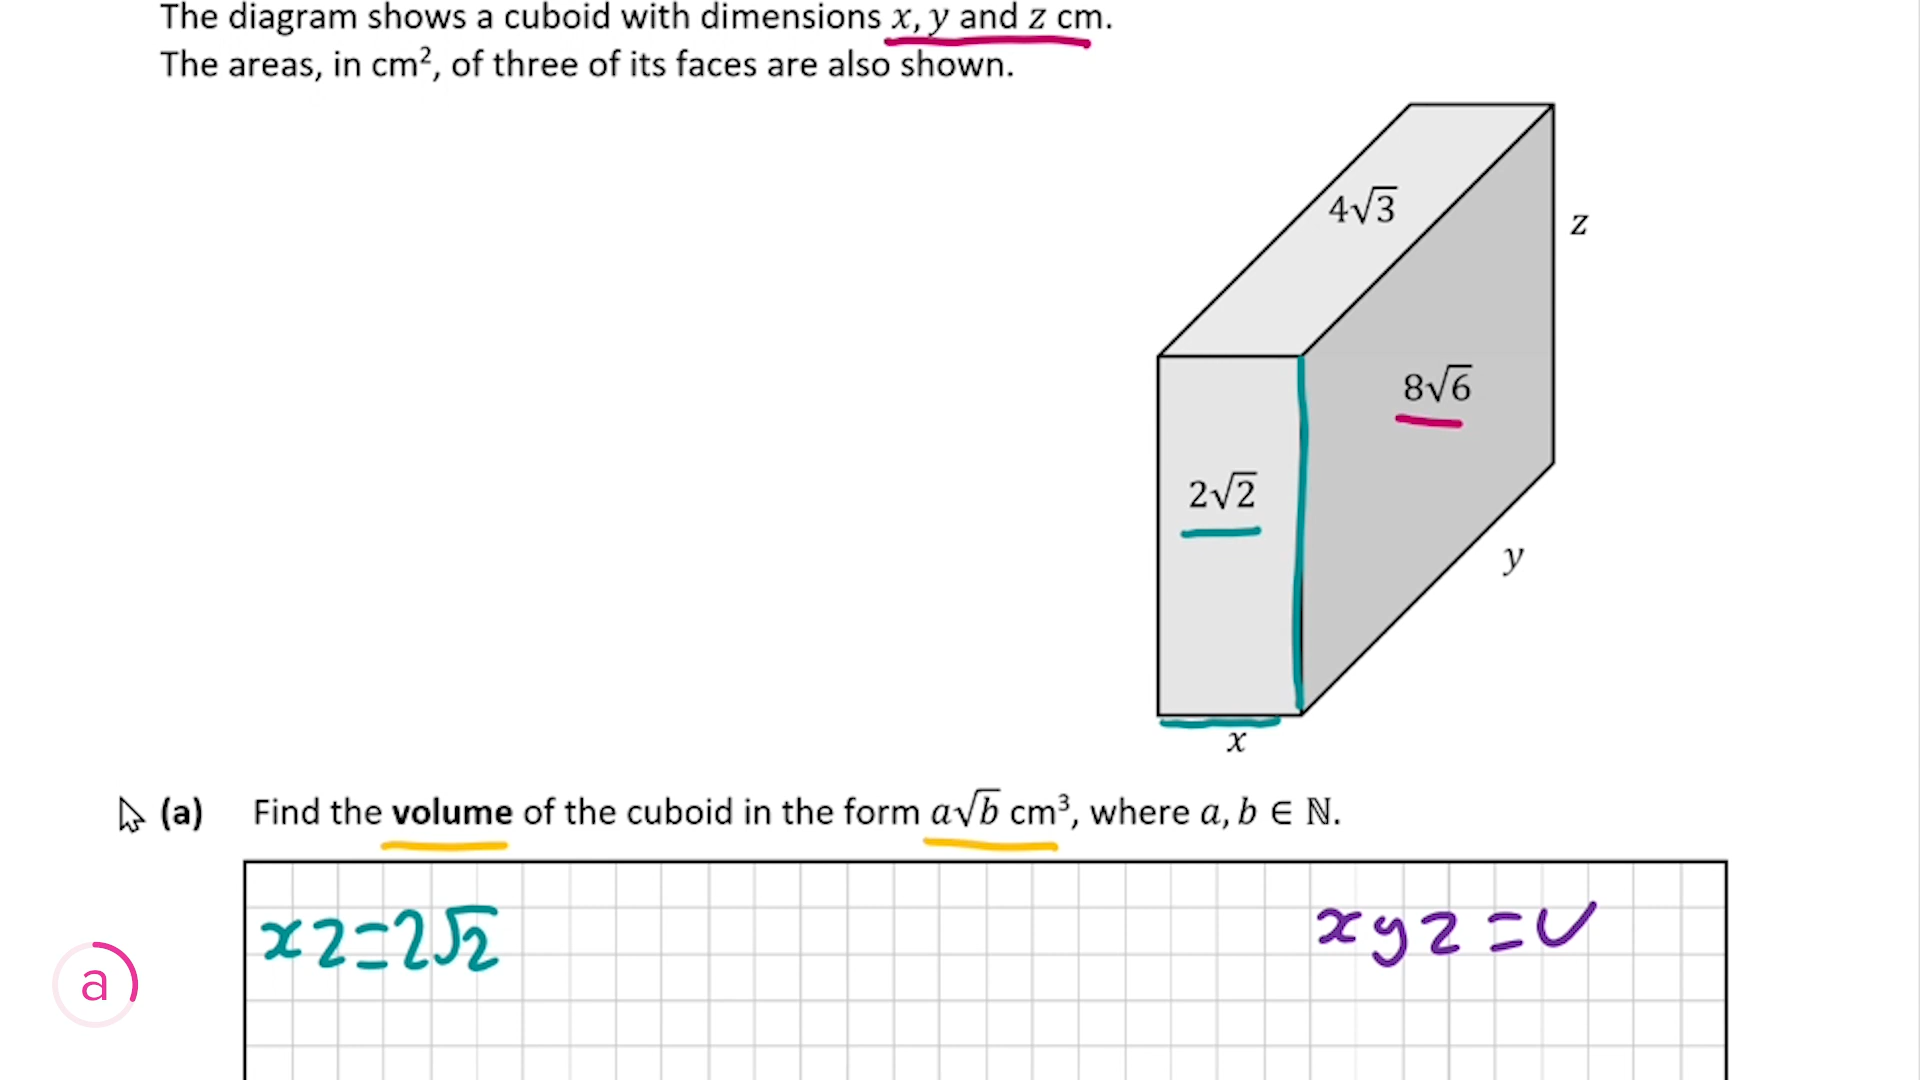 The diagram shows a cuboid with dimensions x, y and z cm.
The areas, in cm², of three of its faces are also shown.
4√3
z
8√6
2√2
y
x
(a) Find the volume of the cuboid in the form a√b cm³, where a, b ∈ ℕ.
xz=2√2
xyz=V
a